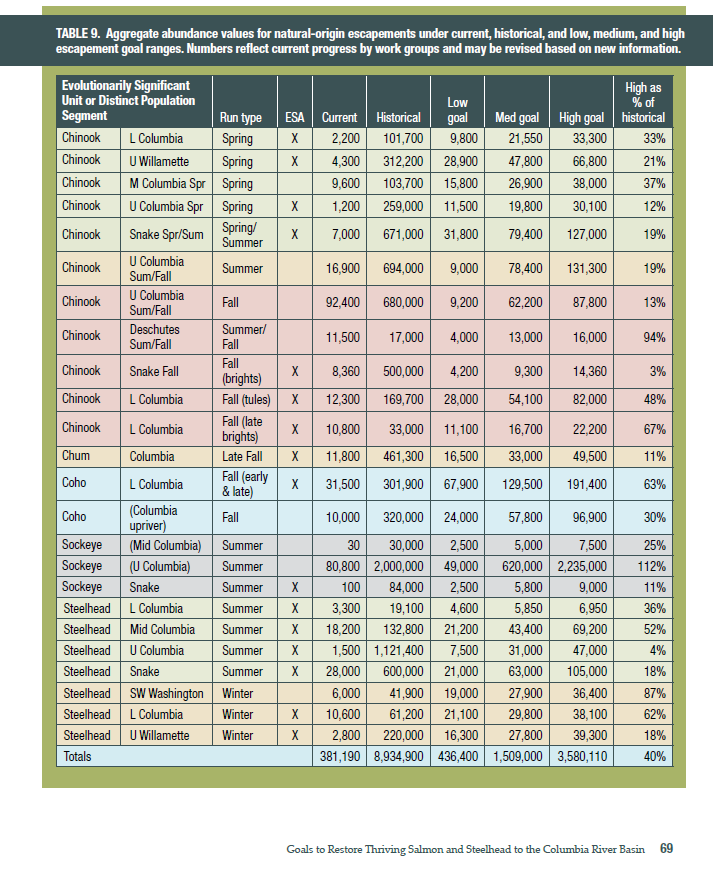 TABLE 9.  Aggregate abundance values for natural-origin escapements under current, historical, and low, medium, and high
escapement goal ranges. Numbers reflect current progress by work groups and may be revised based on new information.
Evolutionarily Significant
Unit or Distinct Population
Segment
Run type
ESA
Current
Historical
Low
goal
Med goal
High goal
High as
% of
historical
Chinook L Columbia Spring X 2,200 101,700 9,800 21,550 33,300 33%
Chinook U Willamette Spring X 4,300 312,200 28,900 47,800 66,800 21%
Chinook M Columbia Spr Spring 9,600 103,700 15,800 26,900 38,000 37%
Chinook U Columbia Spr Spring X 1,200 259,000 11,500 19,800 30,100 12%
Chinook Snake Spr/Sum Spring/
Summer X 7,000 671,000 31,800 79,400 127,000 19%
Chinook U Columbia
Sum/Fall Summer 16,900 694,000 9,000 78,400 131,300 19%
Chinook U Columbia
Sum/Fall Fall 92,400 680,000 9,200 62,200 87,800 13%
Chinook Deschutes
Sum/Fall Summer/
Fall 11,500 17,000 4,000 13,000 16,000 94%
Chinook Snake Fall Fall
(brights) X 8,360 500,000 4,200 9,300 14,360 3%
Chinook L Columbia Fall (tules) X 12,300 169,700 28,000 54,100 82,000 48%
Chinook L Columbia Fall (late
brights) X 10,800 33,000 11,100 16,700 22,200 67%
Chum Columbia Late Fall X 11,800 461,300 16,500 33,000 49,500 11%
Coho L Columbia Fall (early
& late) X 31,500 301,900 67,900 129,500 191,400 63%
Coho (Columbia
upriver) Fall 10,000 320,000 24,000 57,800 96,900 30%
Sockeye (Mid Columbia) Summer 30 30,000 2,500 5,000 7,500 25%
Sockeye (U Columbia) Summer 80,800 2,000,000 49,000 620,000 2,235,000 112%
Sockeye Snake Summer X 100 84,000 2,500 5,800 9,000 11%
Steelhead L Columbia Summer X 3,300 19,100 4,600 5,850 6,950 36%
Steelhead Mid Columbia Summer X 18,200 132,800 21,200 43,400 69,200 52%
Steelhead U Columbia Summer X 1,500 1,121,400 7,500 31,000 47,000 4%
Steelhead Snake Summer X 28,000 600,000 21,000 63,000 105,000 18%
Steelhead SW Washington Winter 6,000 41,900 19,000 27,900 36,400 87%
Steelhead L Columbia Winter X 10,600 61,200 21,100 29,800 38,100 62%
Steelhead U Willamette Winter X 2,800 220,000 16,300 27,800 39,300 18%
Totals 381,190 8,934,900 436,400 1,509,000 3,580,110 40%
Goals to Restore Thriving Salmon and Steelhead to the Columbia River Basin 69